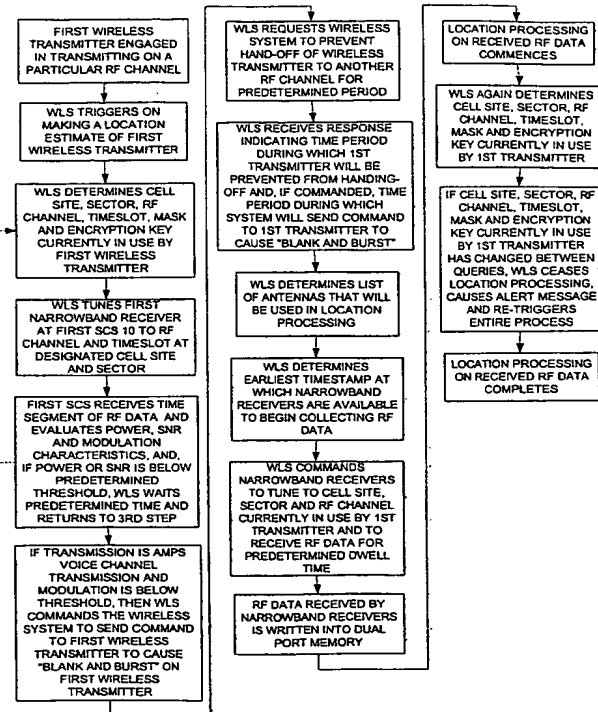 FIRST WIRELESS
TRANSMITTER ENGAGED
IN TRANSMITTING ON A
PARTICULAR RF CHANNEL
WLS TRIGGERS ON
MAKING A LOCATION
ESTIMATE OF FIRST
WIRELESS TRANSMITTER
WLS DETERMINES CELL
SITE, SECTOR, RF
CHANNEL, TIMESLOT, MASK
AND ENCRYPTION KEY
CURRENTLY IN USE BY
FIRST WIRELESS
TRANSMITTER
WLS TUNES FIRST
NARROWBAND RECEIVER
AT FIRST SCS 10 TO RF
CHANNEL AND TIMESLOT AT
DESIGNATED CELL SITE
AND SECTOR
FIRST SCS RECEIVES TIME
SEGMENT OF RF DATA AND
EVALUATES POWER, SNR
AND MODULATION
CHARACTERISTICS, AND,
IF POWER OR SNR IS BELOW
PREDETERMINED
THRESHOLD, WLS WAITS
PREDETERMINED TIME AND
RETURNS TO 3RD STEP
IF TRANSMISSION IS AMPS
VOICE CHANNEL
TRANSMISSION AND
MODULATION IS BELOW
THRESHOLD, THEN WLS
COMMANDS THE WIRELESS
SYSTEM TO SEND COMMAND
TO FIRST WIRELESS
TRANSMITTER TO CAUSE
"BLANK AND BURST" ON
FIRST WIRELESS
TRANSMITTER
WLS REQUESTS WIRELESS
SYSTEM TO PREVENT
HAND-OFF OF WIRELESS
TRANSMITTER TO ANOTHER
RF CHANNEL FOR
PREDETERMINED PERIOD
WLS RECEIVES RESPONSE
INDICATING TIME PERIOD
DURING WHICH 1ST
TRANSMITTER WILL BE
PREVENTED FROM HANDING-
OFF AND, IF COMMANDED, TIME
PERIOD DURING WHICH
SYSTEM WILL SEND COMMAND
TO 1ST TRANSMITTER TO
CAUSE "BLANK AND BURST"
WLS DETERMINES LIST
OF ANTENNAS THAT WILL
BE USED IN LOCATION
PROCESSING
WLS DETERMINES
EARLIEST TIMESTAMP AT
WHICH NARROWBAND
RECEIVERS ARE AVAILABLE
TO BEGIN COLLECTING RF
DATA
WLS COMMANDS
NARROWBAND RECEIVERS
TO TUNE TO CELL SITE,
SECTOR AND RF CHANNEL
CURRENTLY IN USE BY 1ST
TRANSMITTER AND TO
RECEIVE RF DATA FOR
PREDETERMINED DWELL
TIME
RF DATA RECEIVED BY
NARROWBAND RECEIVERS
IS WRITTEN INTO DUAL
PORT MEMORY
LOCATION PROCESSING
ON RECEIVED RF DATA
COMMENCES
WLS AGAIN DETERMINES
CELL SITE, SECTOR, RF
CHANNEL, TIMESLOT,
MASK AND ENCRYPTION
KEY CURRENTLY IN USE
BY 1ST TRANSMITTER
IF CELL SITE, SECTOR, RF
CHANNEL, TIMESLOT,
MASK AND ENCRYPTION
KEY CURRENTLY IN USE
BY 1ST TRANSMITTER
HAS CHANGED BETWEEN
QUERIES, WLS CEASES
LOCATION PROCESSING,
CAUSES ALERT MESSAGE
AND RE-TRIGGERS
ENTIRE PROCESS
LOCATION PROCESSING
ON RECEIVED RF DATA
COMPLETES